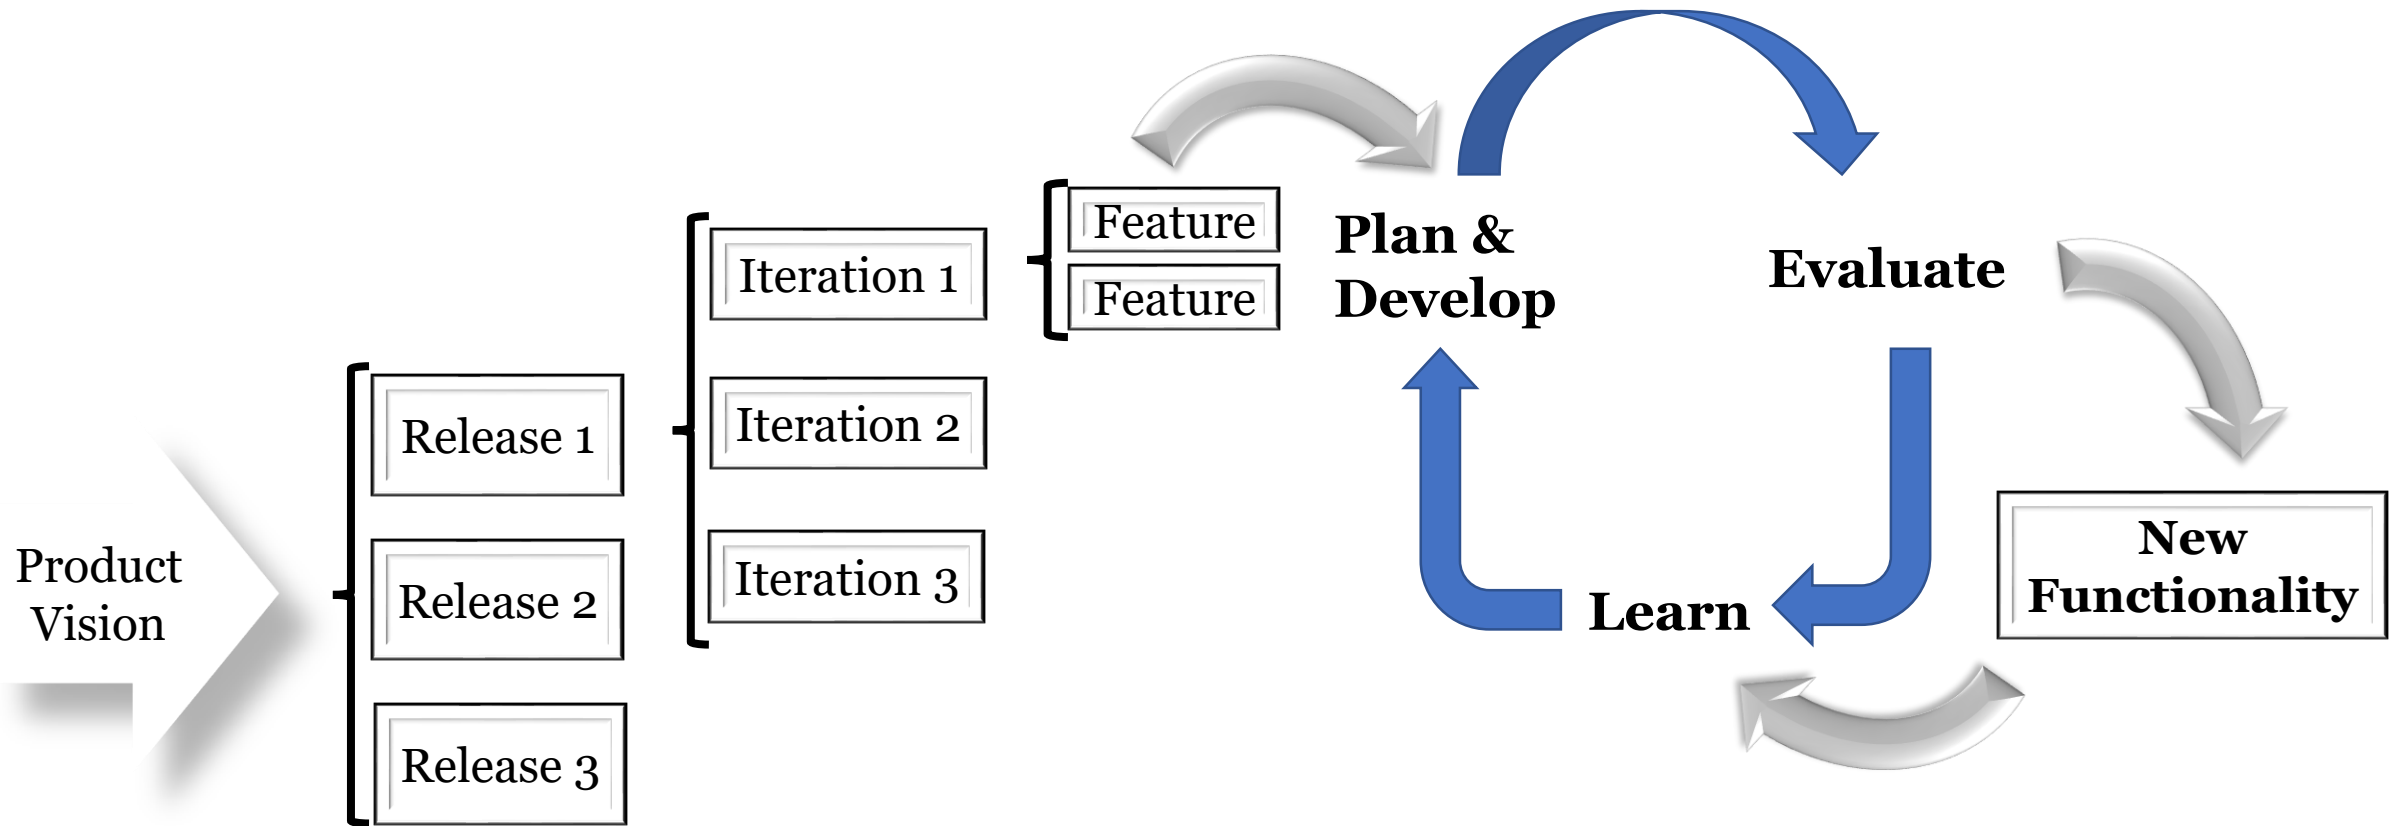 Product
Vision
Release 1
Release 2
Release 3
Iteration 1
Iteration 2
Iteration 3
Feature
Feature
Plan &
Develop
Evaluate
Learn
New
Functionality